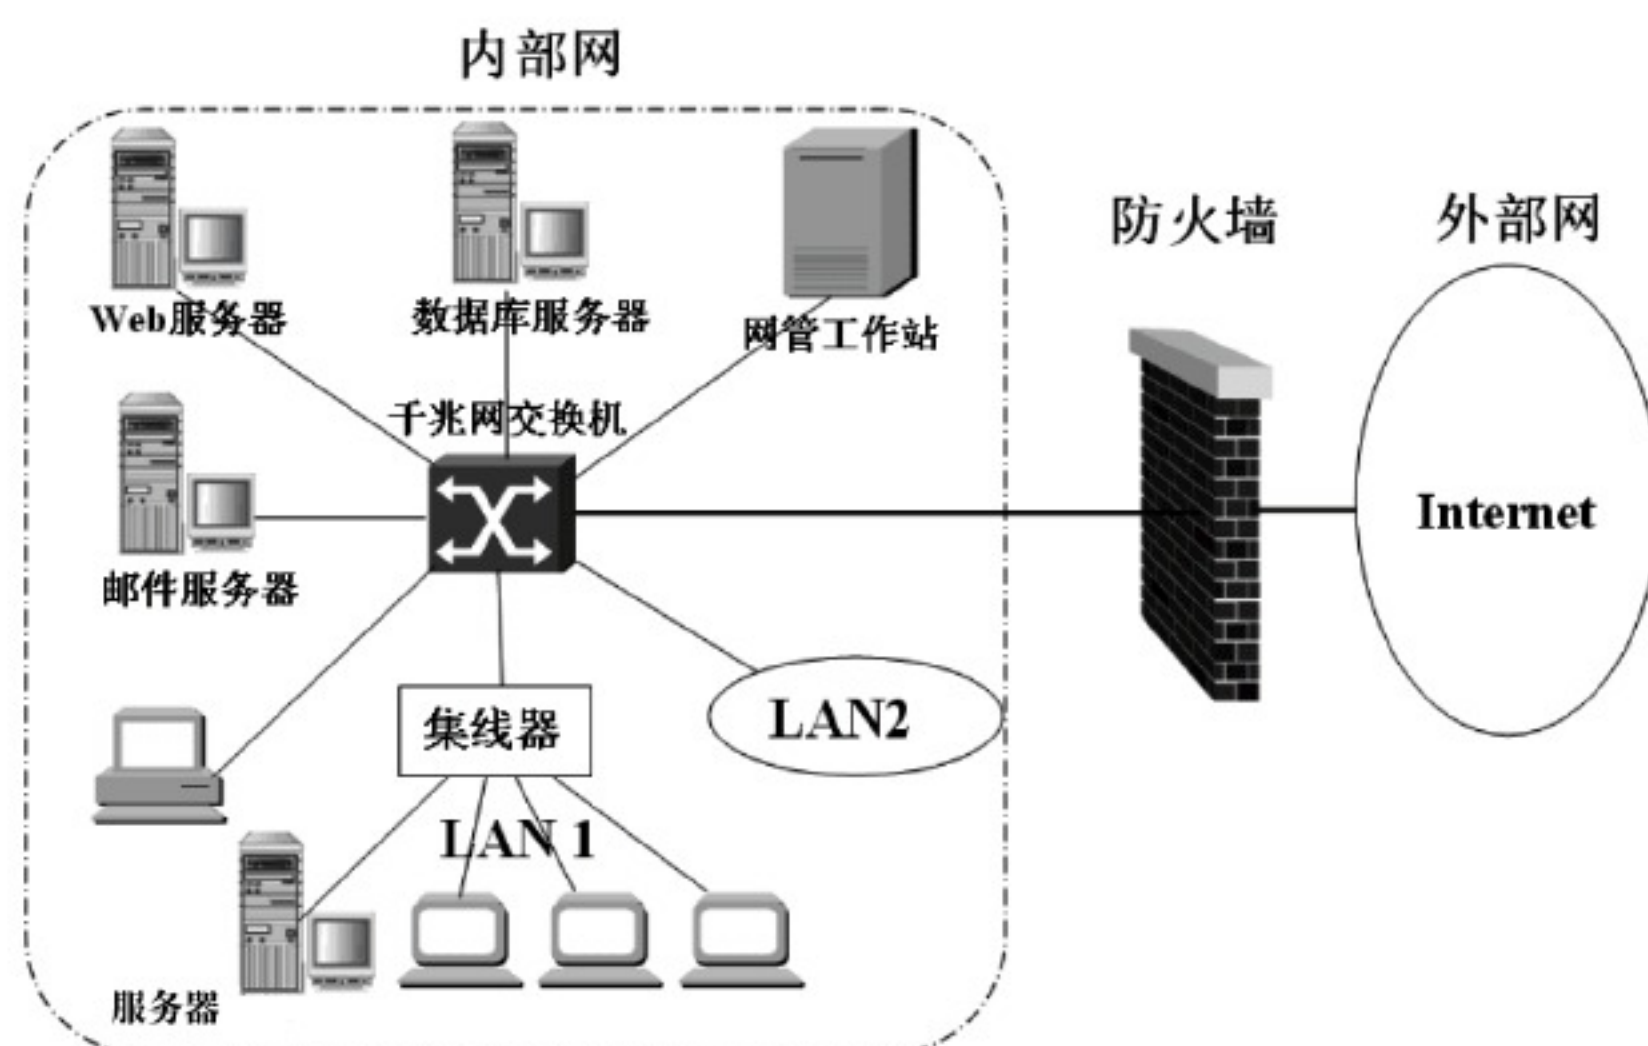 内部网
防火墙
外部网
Web服务器
数据库服务器
网管工作站
千兆网交换机
Internet
邮件服务器
集线器
LAN2
LAN 1
服务器